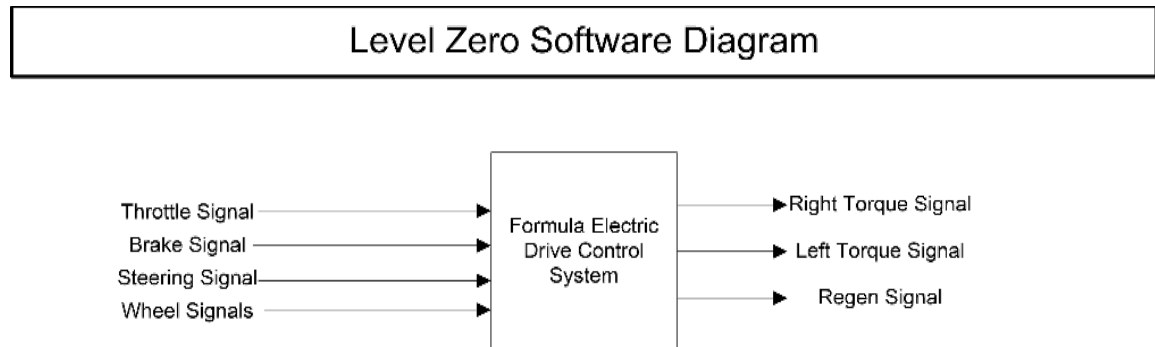 Level Zero Software Diagram
Throttle Signal
Brake Signal
Steering Signal
Wheel Signals
Formula Electric
Drive Control
System
Right Torque Signal
Left Torque Signal
Regen Signal